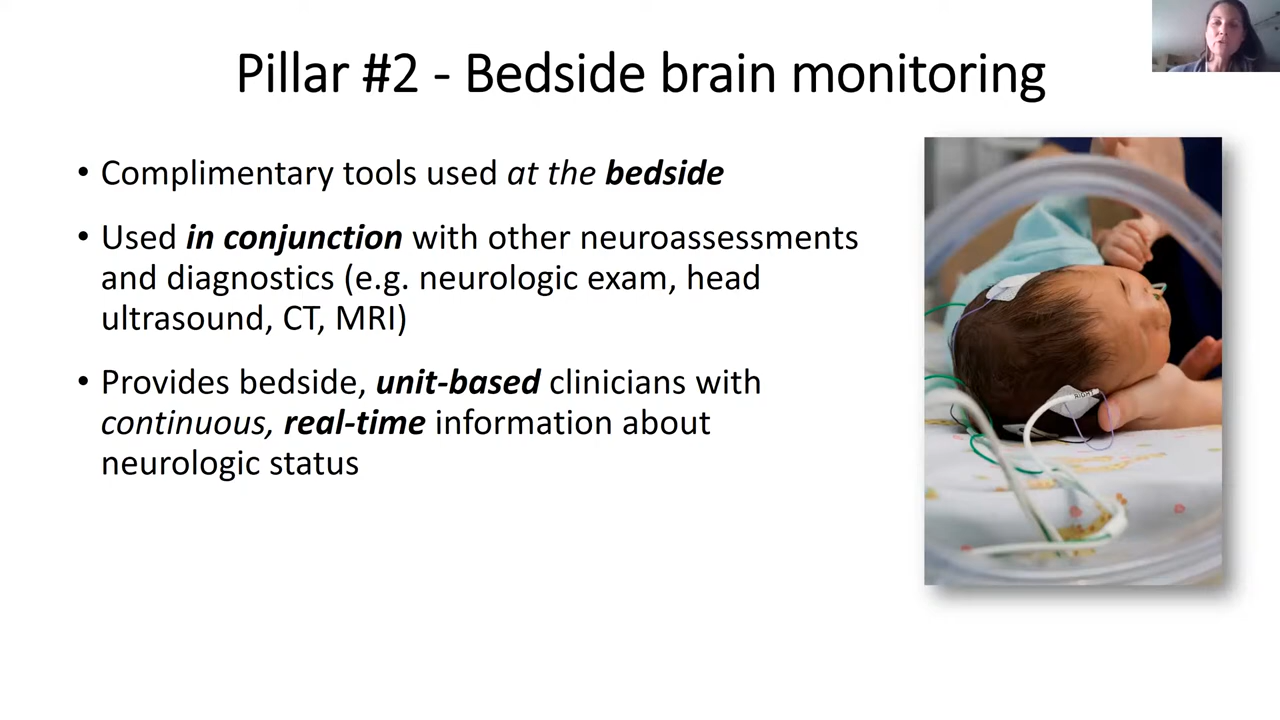 Pillar #2 - Bedside brain monitoring
• Complimentary tools used at the bedside
• Used in conjunction with other neuroassessments
and diagnostics (e.g. neurologic exam, head
ultrasound, CT, MRI)
• Provides bedside, unit-based clinicians with
continuous, real-time information about
neurologic status
RIGHT